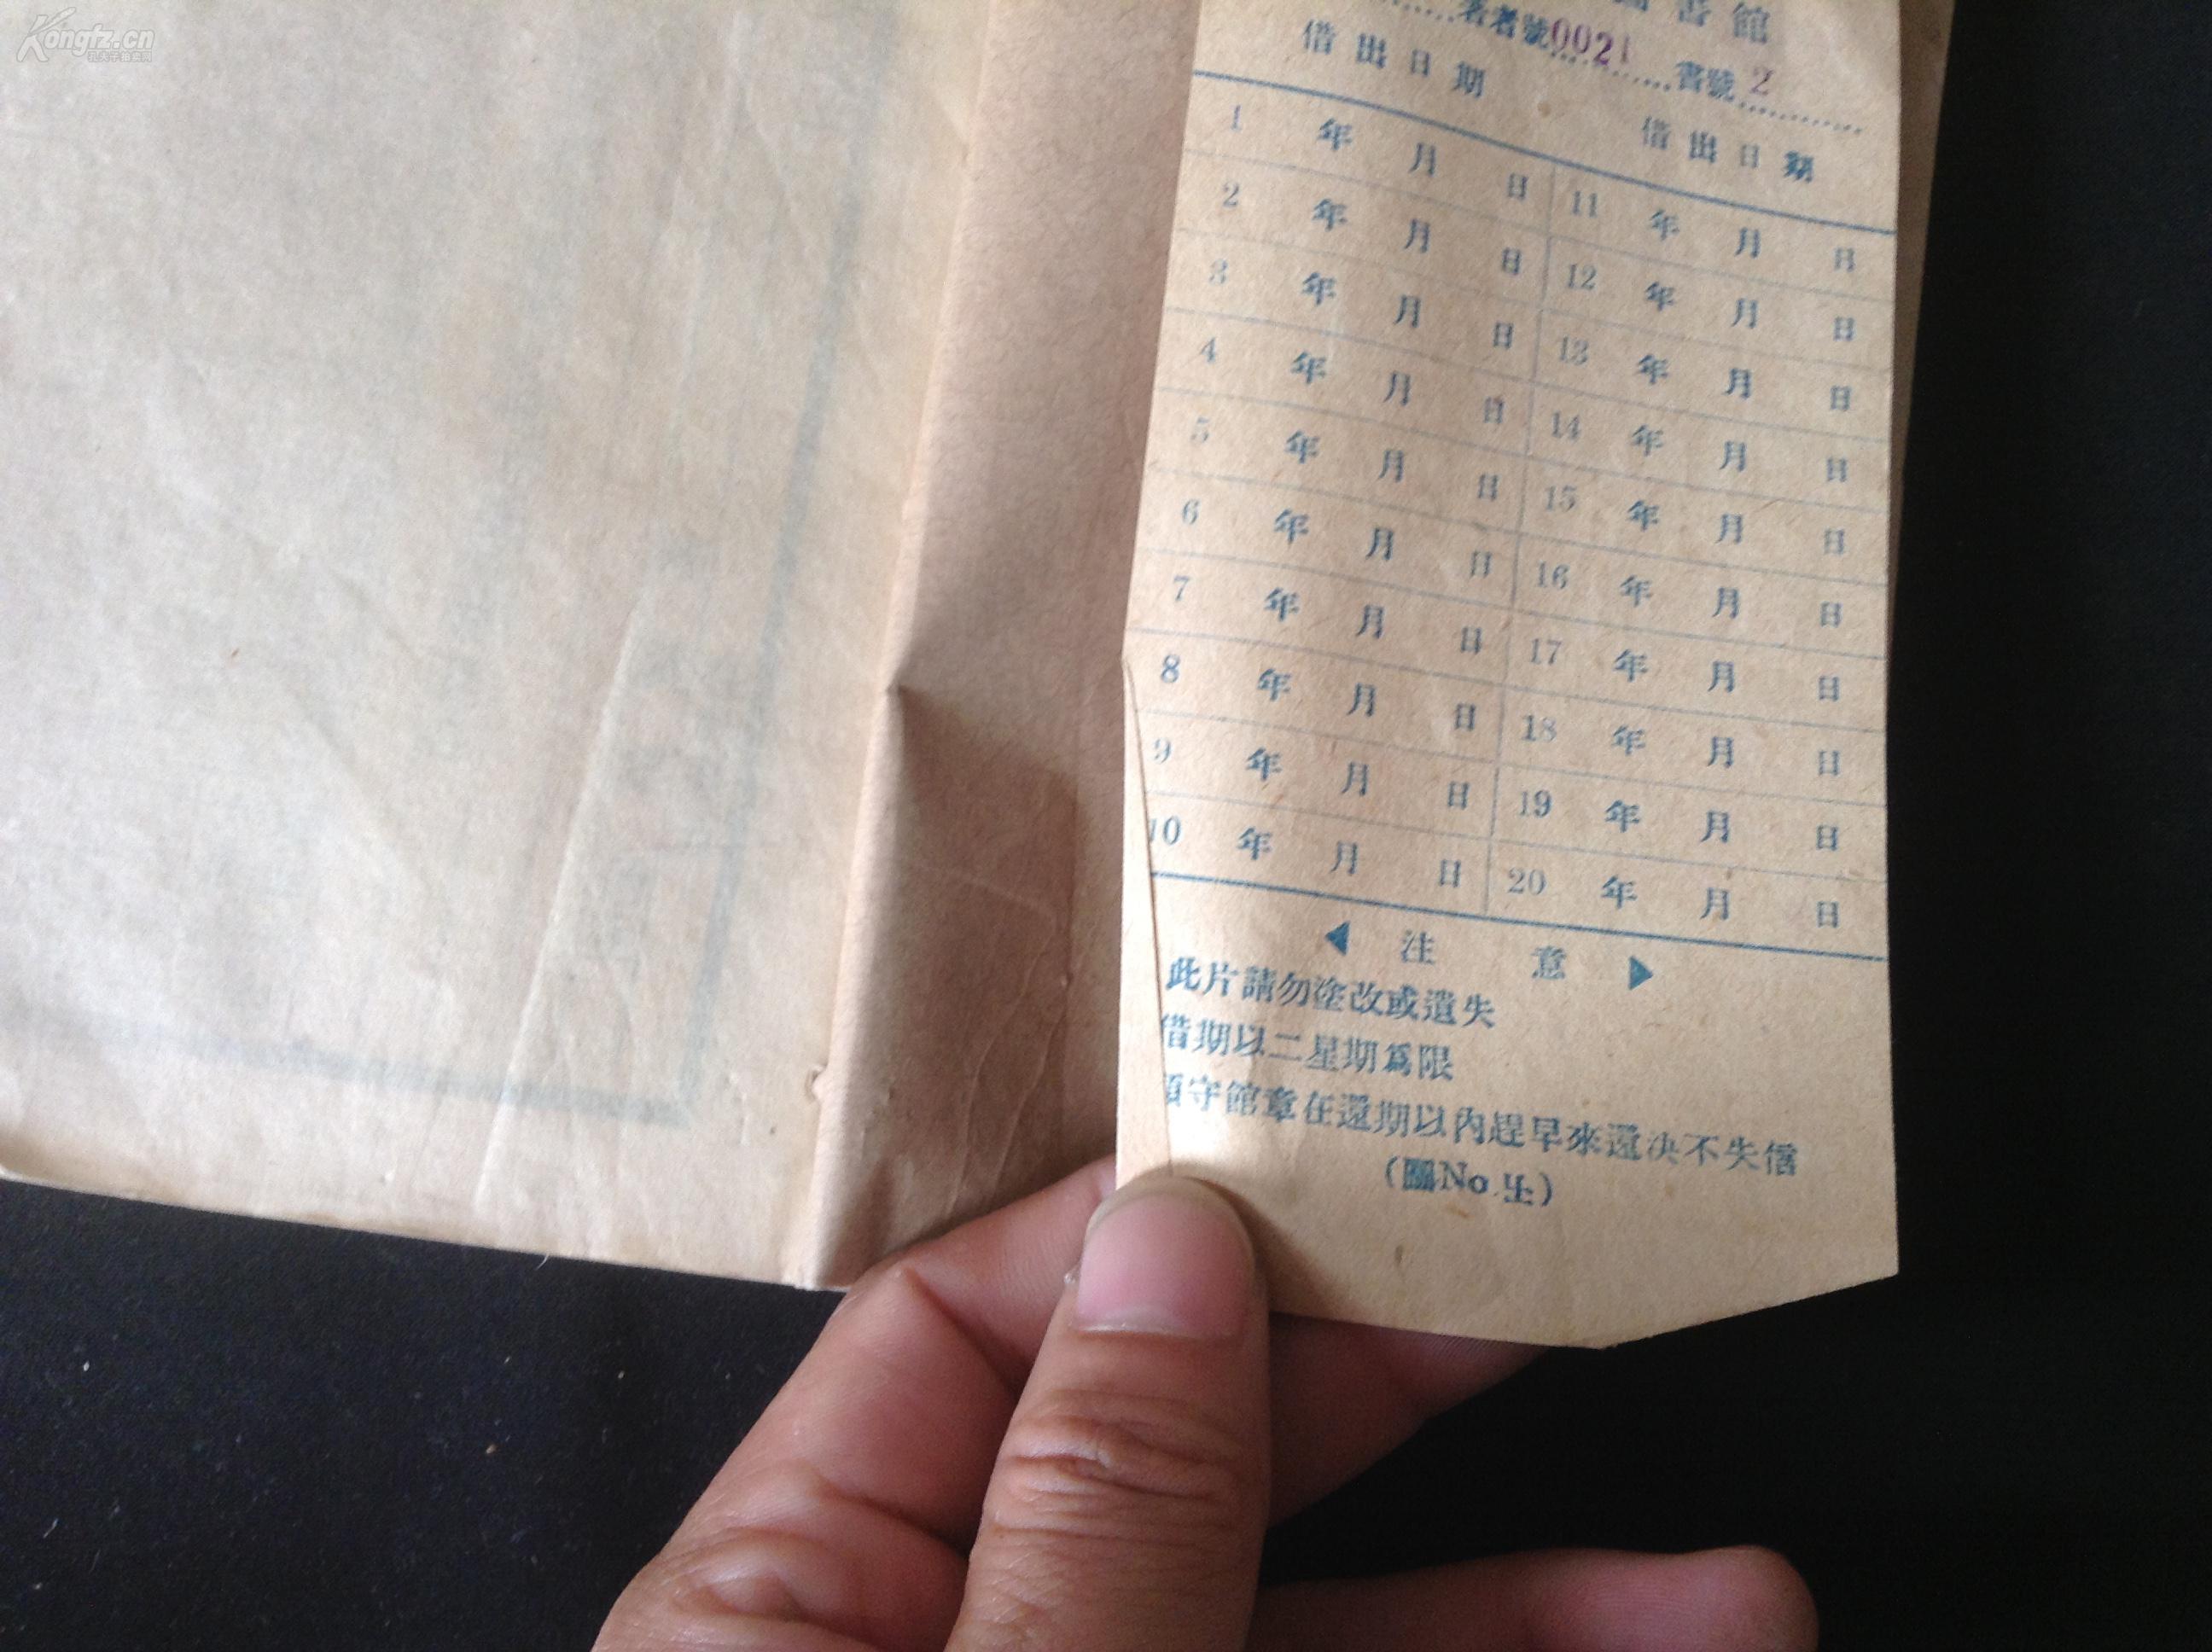 Kongfz.cn
書館
著者號0021 書號2
借出日期 借出日期
1 年 月 日 11 年 月 日
2 年 月 日 12 年 月 日
3 年 月 日 13 年 月 日
4 年 月 日 14 年 月 日
5 年 月 日 15 年 月 日
6 年 月 日 16 年 月 日
7 年 月 日 17 年 月 日
8 年 月 日 18 年 月 日
9 年 月 日 19 年 月 日
10 年 月 日 20 年 月 日
◀ 注 意 ▶
此片請勿塗改或遺失
借期以二星期爲限
守館章在還期以內趕早來還決不失信
(圖No.